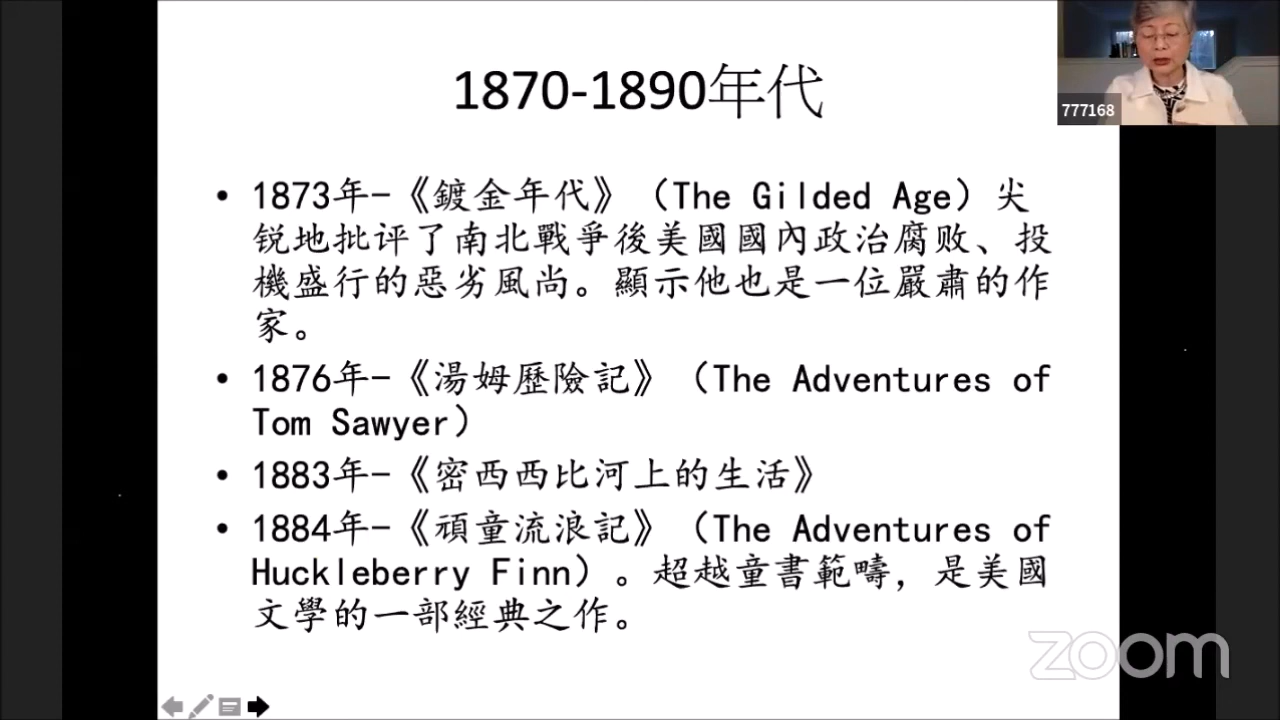 1870-1890年代
777168
• 1873年-《鍍金年代》（The Gilded Age）尖
锐地批评了南北戰爭後美國國內政治腐败、投
機盛行的惡劣風尚。顯示他也是一位嚴肅的作
家。
• 1876年-《湯姆歷險記》（The Adventures of
Tom Sawyer）
• 1883年-《密西西比河上的生活》
• 1884年-《頑童流浪記》（The Adventures of
Huckleberry Finn）。超越童書範疇，是美國
文學的一部經典之作。
zoom